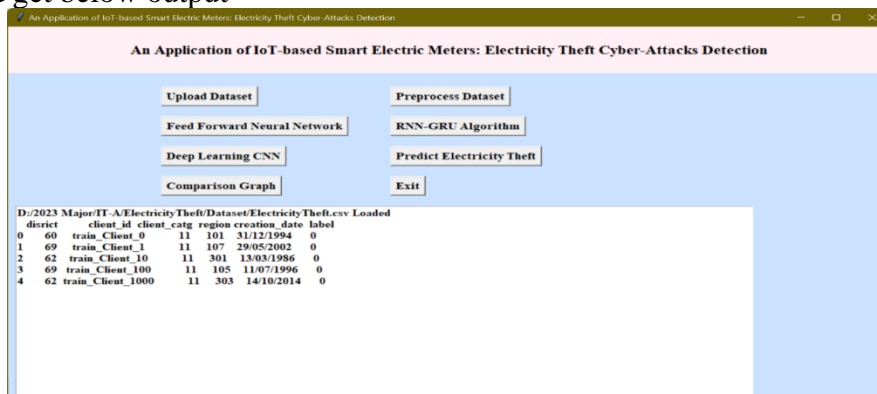 get below output
An Application of IoT-based Smart Electric Meters: Electricity Theft Cyber-Attacks Detection
An Application of IoT-based Smart Electric Meters: Electricity Theft Cyber-Attacks Detection
Upload Dataset Preprocess Dataset
Feed Forward Neural Network RNN-GRU Algorithm
Deep Learning CNN Predict Electricity Theft
Comparison Graph Exit
D:/2023 Major/IT-A/ElectricityTheft/Dataset/ElectricityTheft.csv Loaded
disrict client_id client_catg region creation_date label
0 60 train_Client_0 11 101 31/12/1994 0
1 69 train_Client_1 11 107 29/05/2002 0
2 62 train_Client_10 11 301 13/03/1986 0
3 69 train_Client_100 11 105 11/07/1996 0
4 62 train_Client_1000 11 303 14/10/2014 0